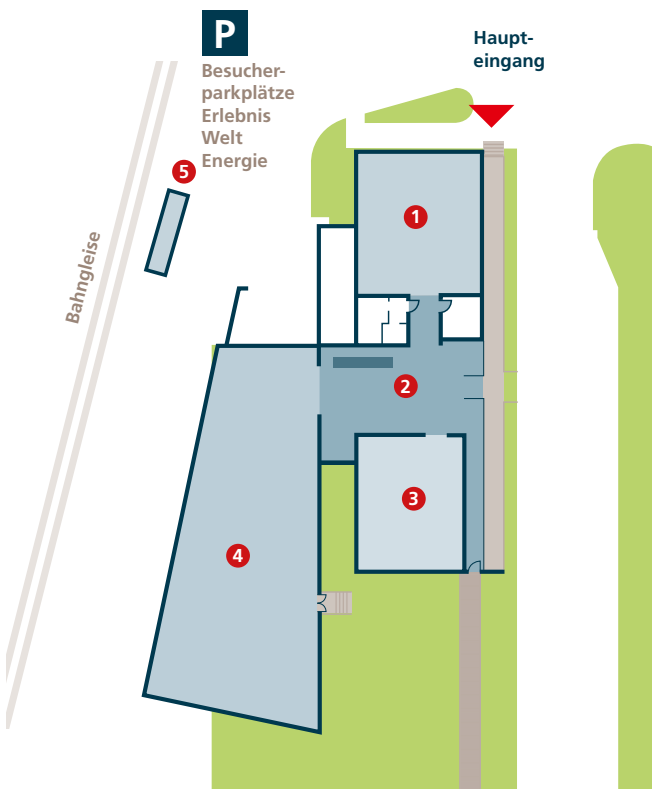 P
Haupt-
eingang
Besucher-
parkplätze
Erlebnis
Welt
Energie
5
1
Bahngleise
2
3
4